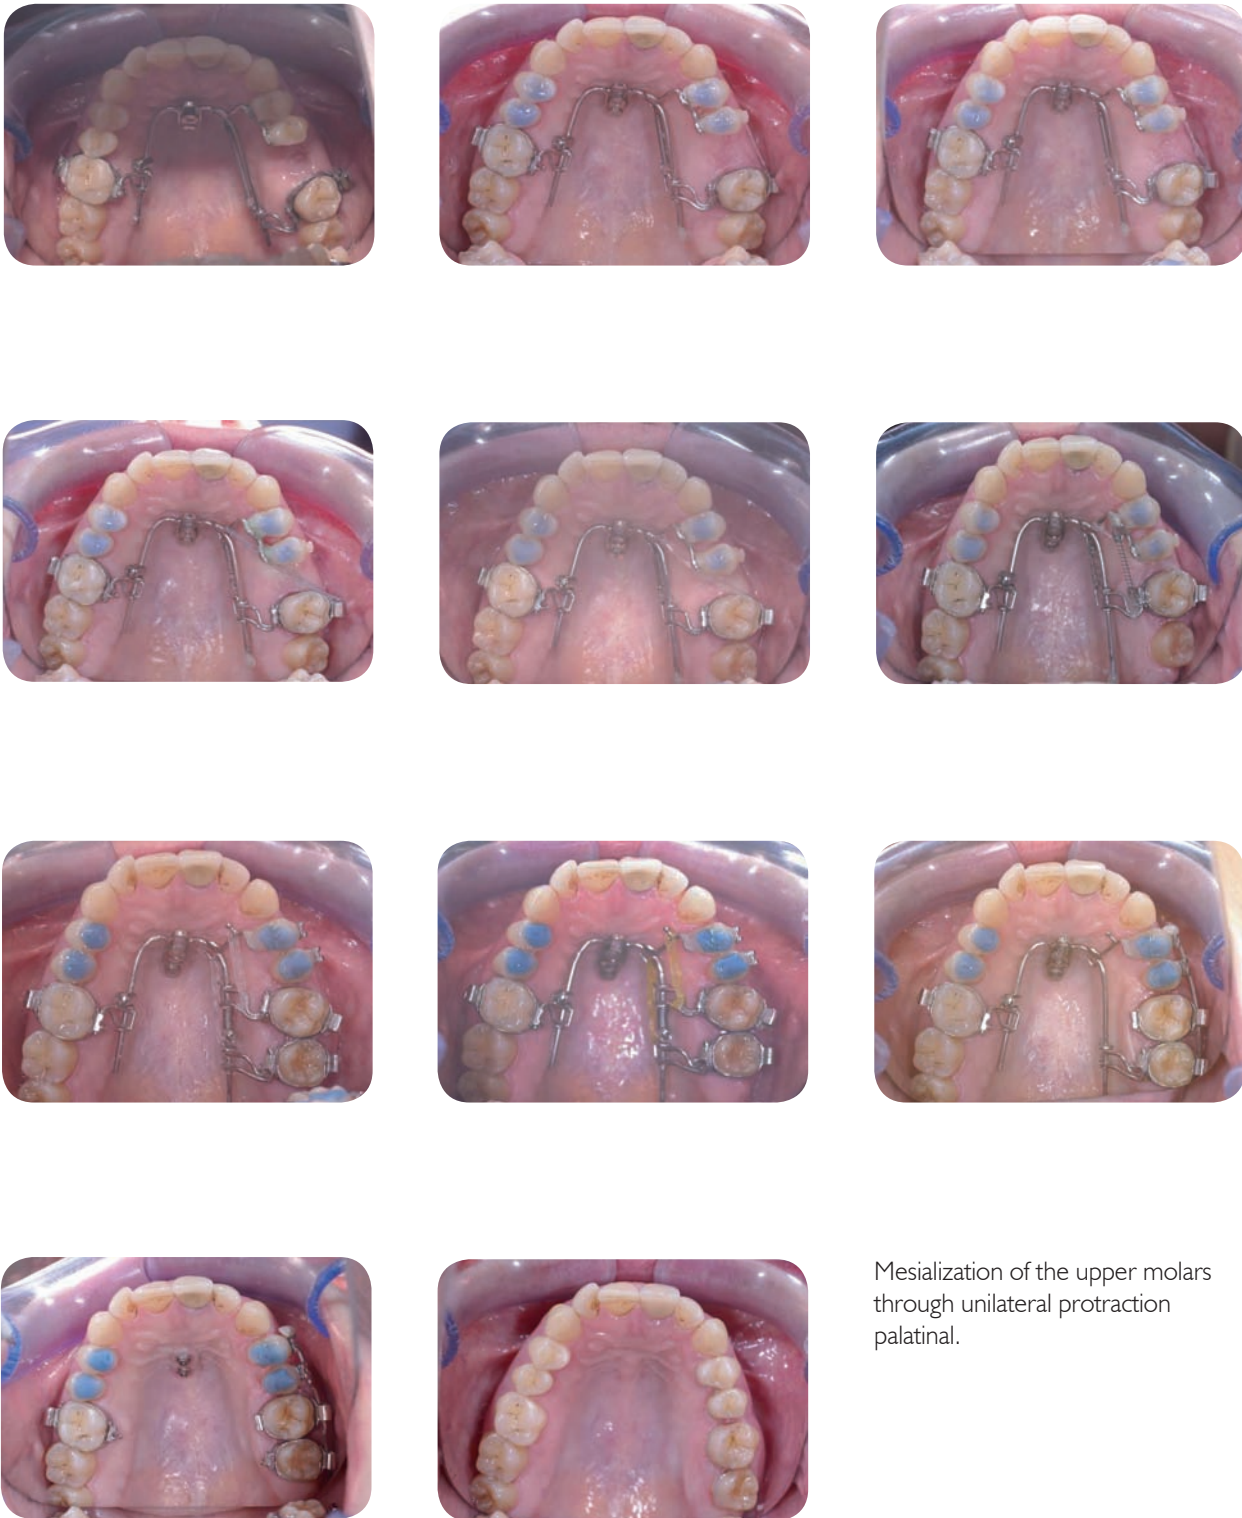 Mesialization of the upper molars
through unilateral protraction
palatinal.